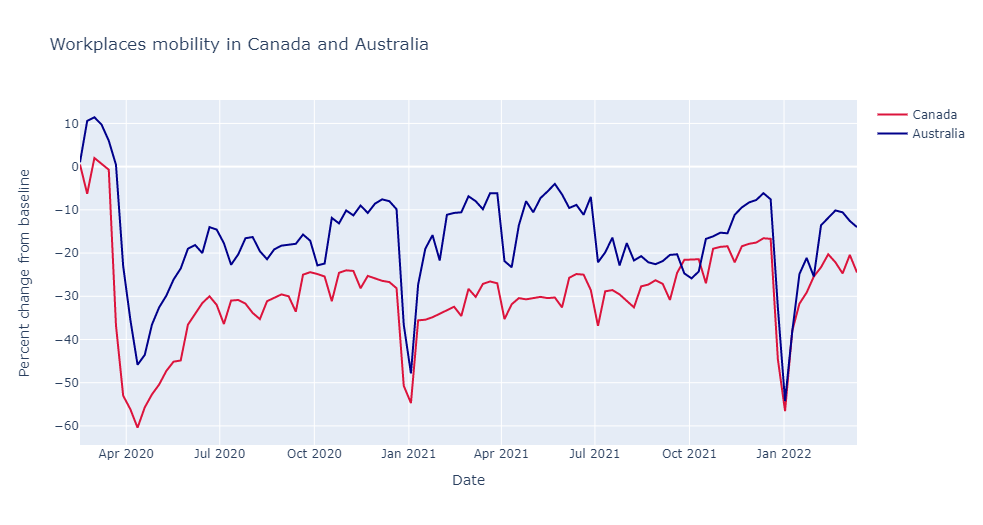 Workplaces mobility in Canada and Australia
Canada
Australia
Percent change from baseline
10
0
−10
−20
−30
−40
−50
−60
Apr 2020
Jul 2020
Oct 2020
Jan 2021
Apr 2021
Jul 2021
Oct 2021
Jan 2022
Date